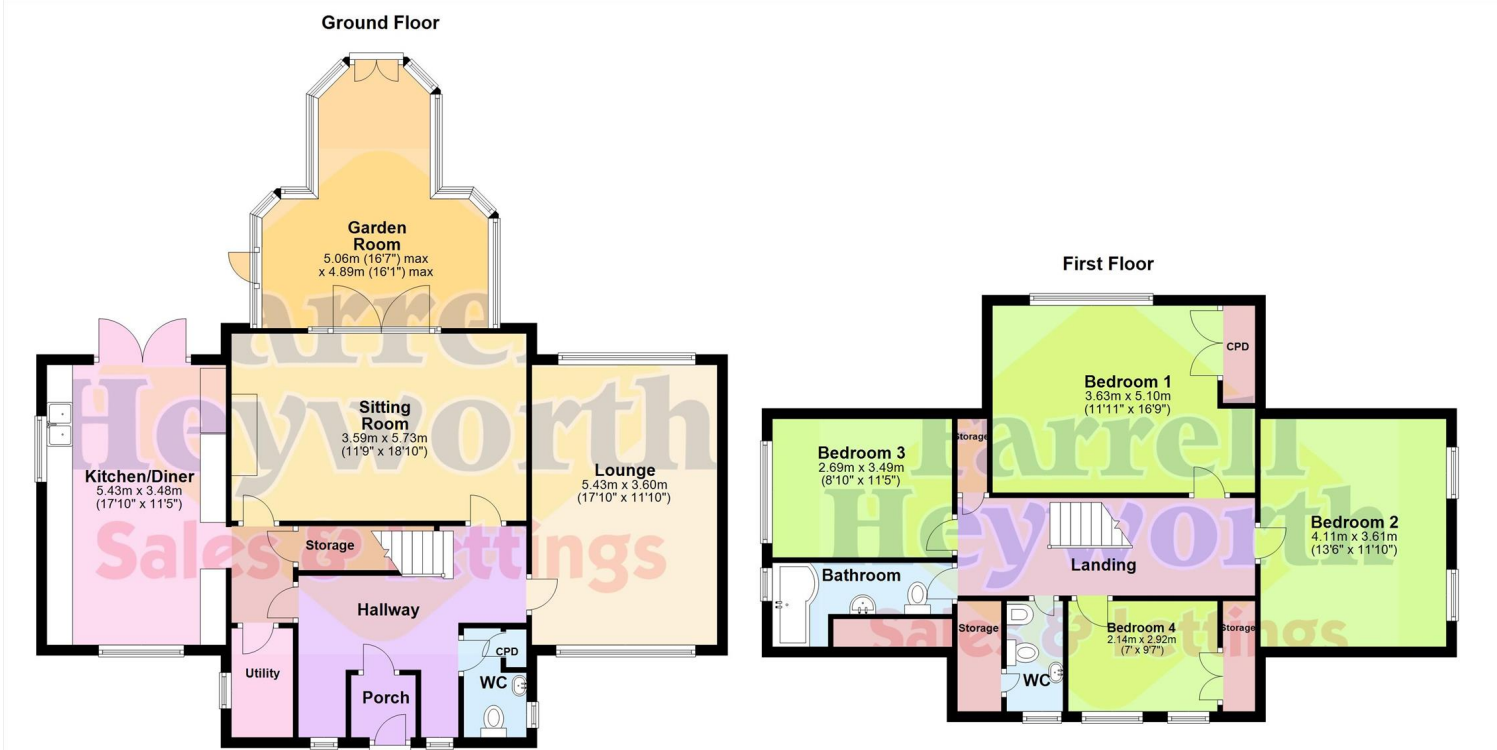 Ground Floor
Garden
Room
5.06m (16'7") max
x 4.89m (16'1") max
Sitting
Room
3.59m x 5.73m
(11'9" x 18'10")
Kitchen/Diner
5.43m x 3.48m
(17'10" x 11'5")
Lounge
5.43m x 3.60m
(17'10" x 11'10")
Storage
Hallway
Utility
Porch
CPD
WC
Farrell
Heyworth
Sales & Lettings
First Floor
CPD
Bedroom 1
3.63m x 5.10m
(11'11" x 16'9")
Storage
Bedroom 3
2.69m x 3.49m
(8'10" x 11'5")
Bedroom 2
4.11m x 3.61m
(13'6" x 11'10")
Landing
Bathroom
Storage
WC
Bedroom 4
2.14m x 2.92m
(7' x 9'7")
Storage
Farrell
Heyworth
Sales & Lettings